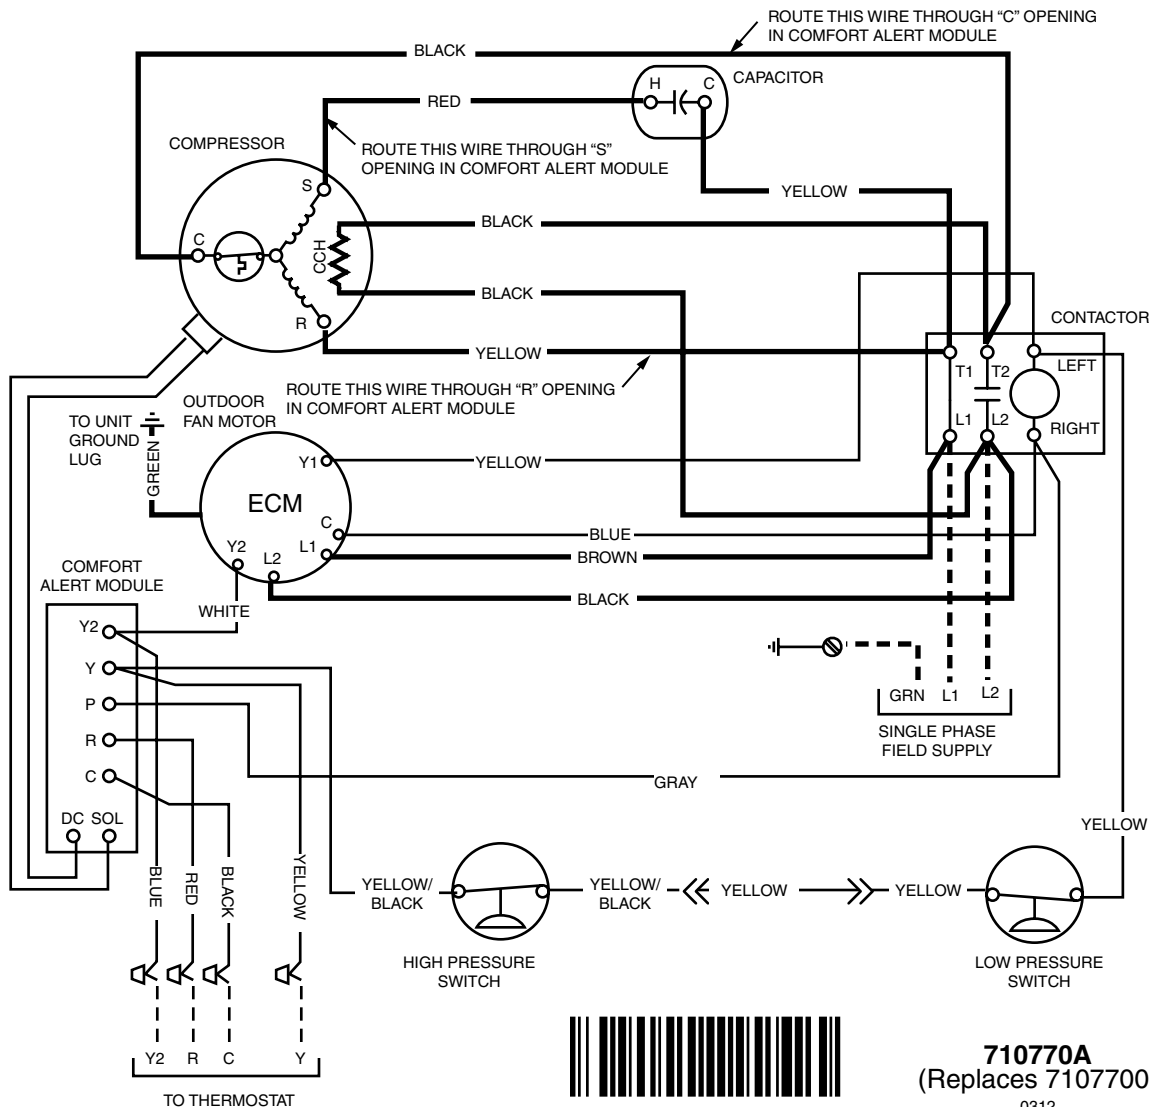 ROUTE THIS WIRE THROUGH “C” OPENING
IN COMFORT ALERT MODULE
BLACK
H
C
CAPACITOR
RED
COMPRESSOR
ROUTE THIS WIRE THROUGH “S”
OPENING IN COMFORT ALERT MODULE
S
YELLOW
BLACK
C
CCH
BLACK
R
CONTACTOR
YELLOW
T1
T2
LEFT
ROUTE THIS WIRE THROUGH “R” OPENING
IN COMFORT ALERT MODULE
OUTDOOR
FAN MOTOR
TO UNIT
GROUND
LUG
L1
L2
RIGHT
GREEN
Y1
YELLOW
ECM
C
BLUE
Y2
L2
L1
BROWN
COMFORT
ALERT MODULE
WHITE
BLACK
Y2
Y
P
R
C
DC
SOL
GRN
L1
L2
SINGLE PHASE
FIELD SUPPLY
GRAY
YELLOW
BLUE
RED
BLACK
YELLOW
YELLOW/
BLACK
YELLOW/
BLACK
YELLOW
YELLOW
HIGH PRESSURE
SWITCH
LOW PRESSURE
SWITCH
Y2
R
C
Y
TO THERMOSTAT
710770A
(Replaces 7107700
0312